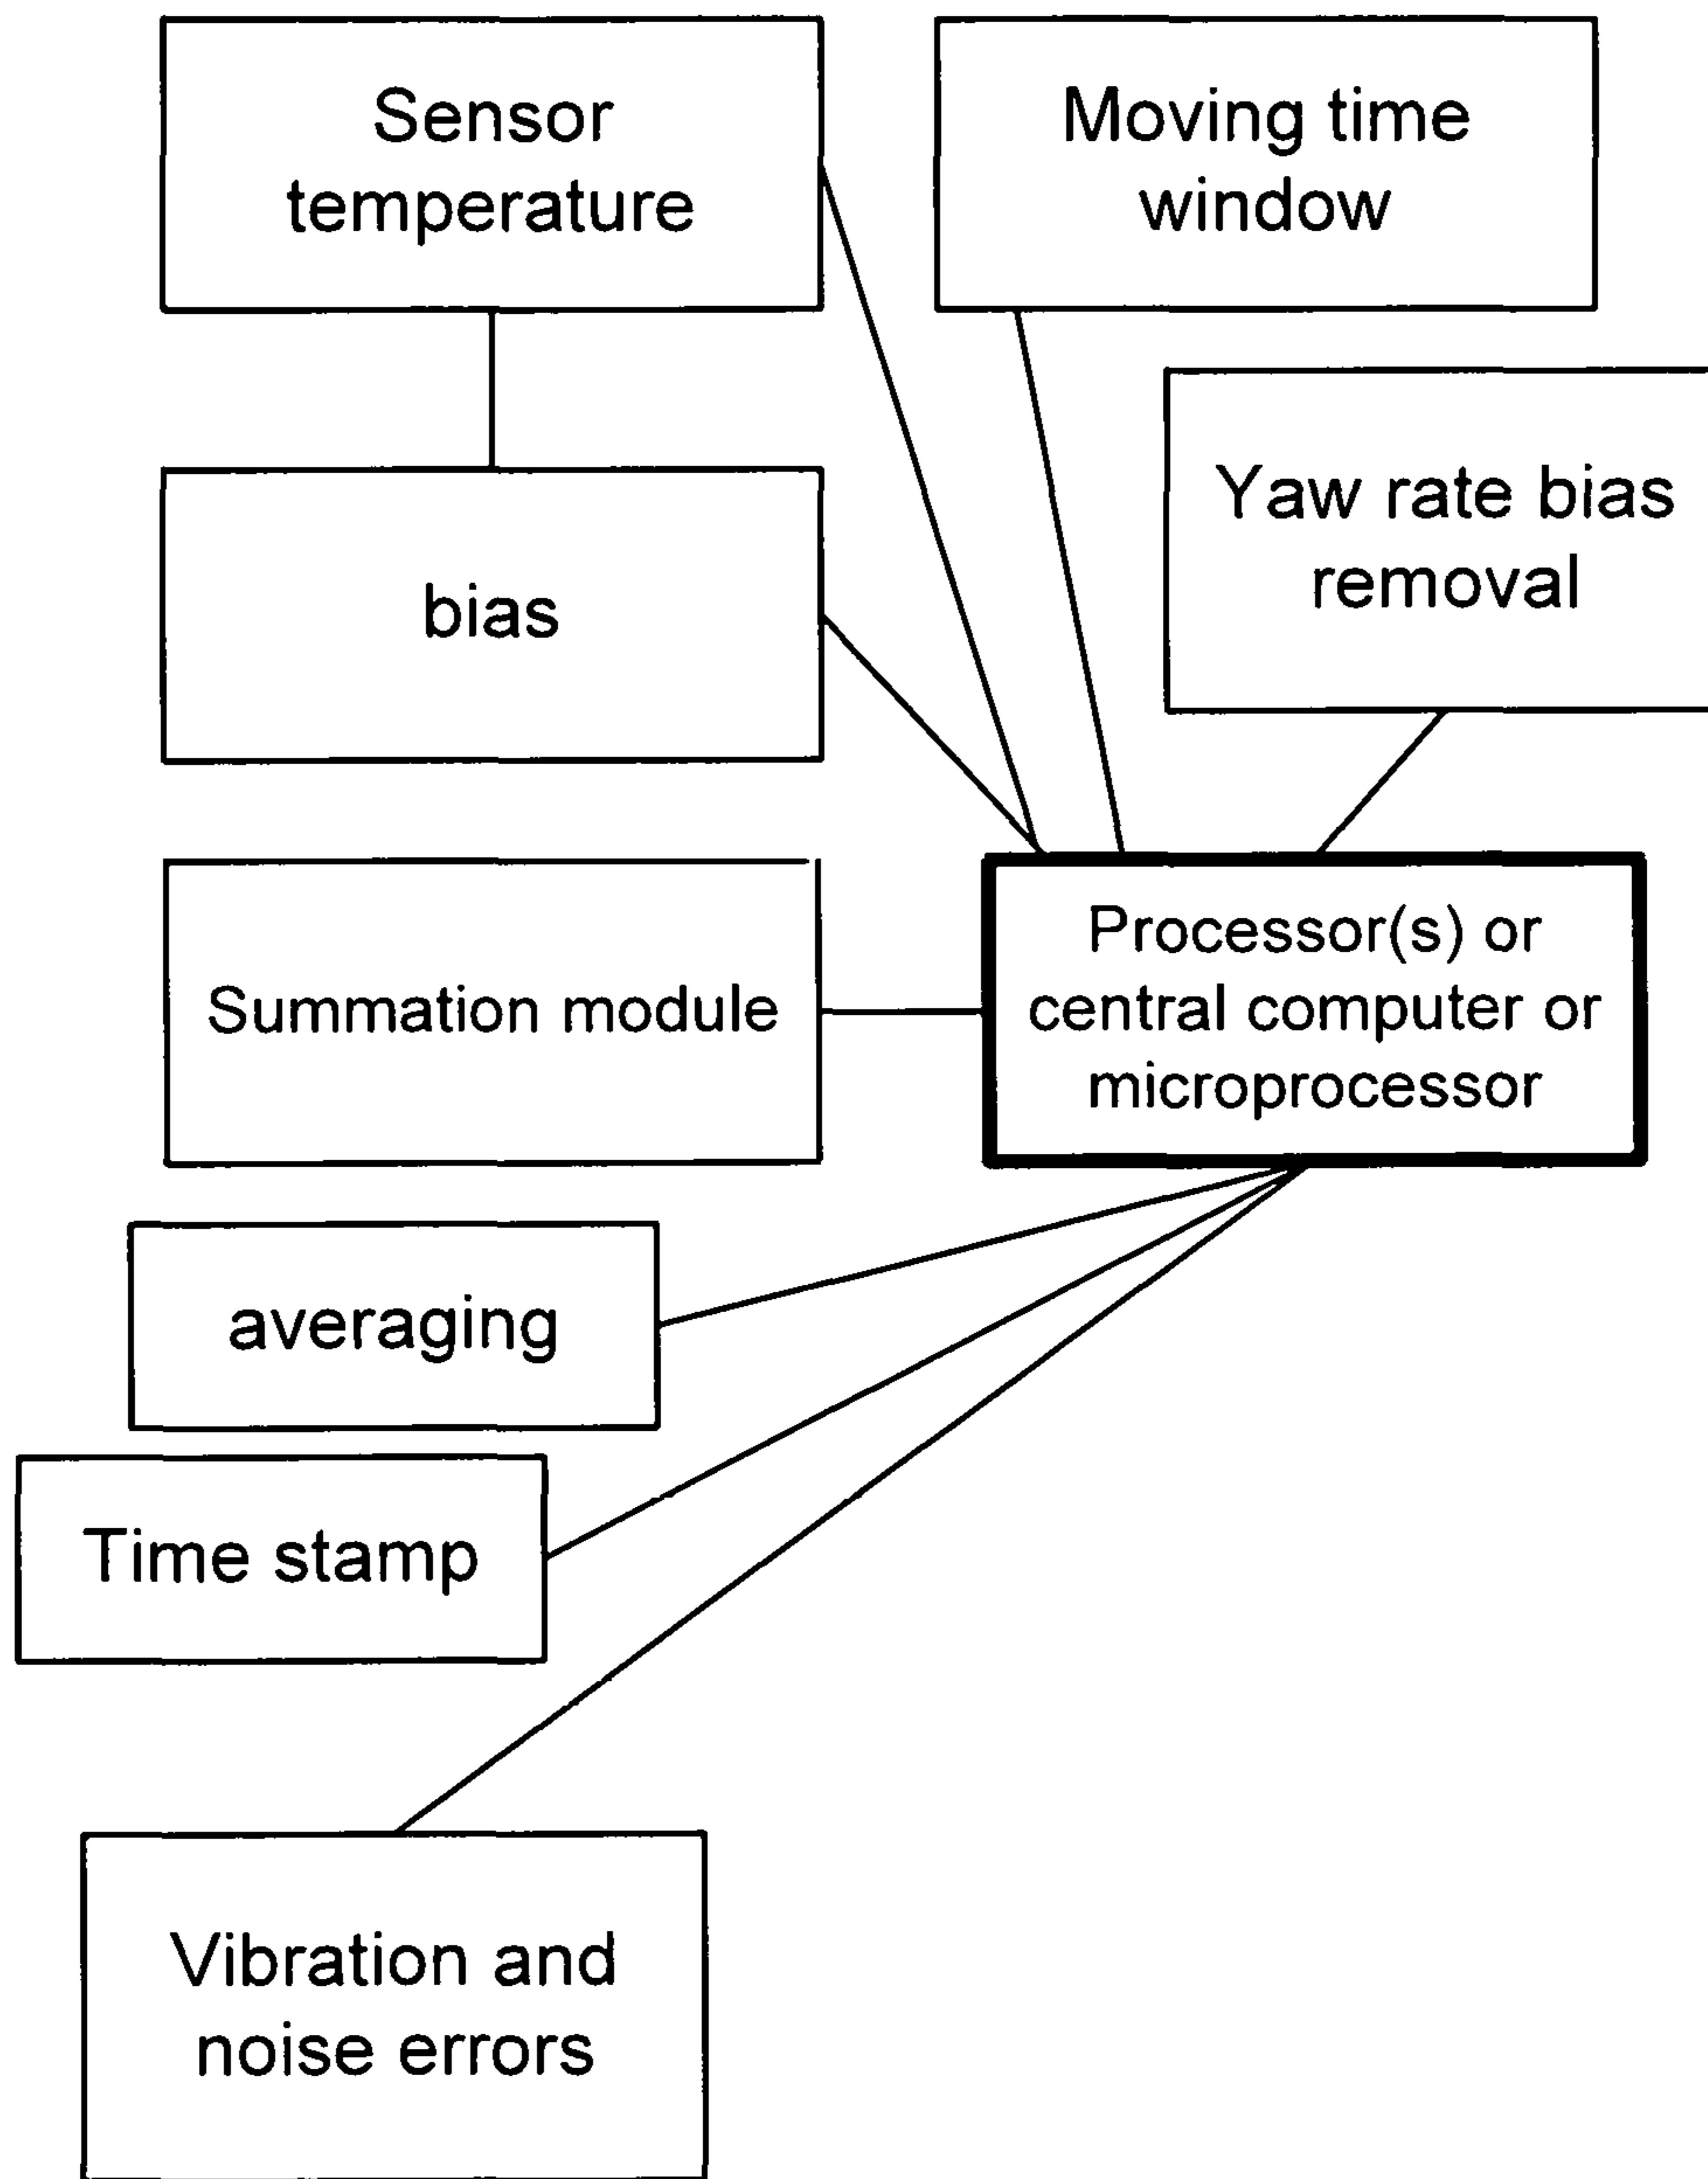 Sensor
temperature
Moving time
window
Yaw rate bias
removal
bias
Processor(s) or
central computer or
microprocessor
Summation module
averaging
Time stamp
Vibration and
noise errors